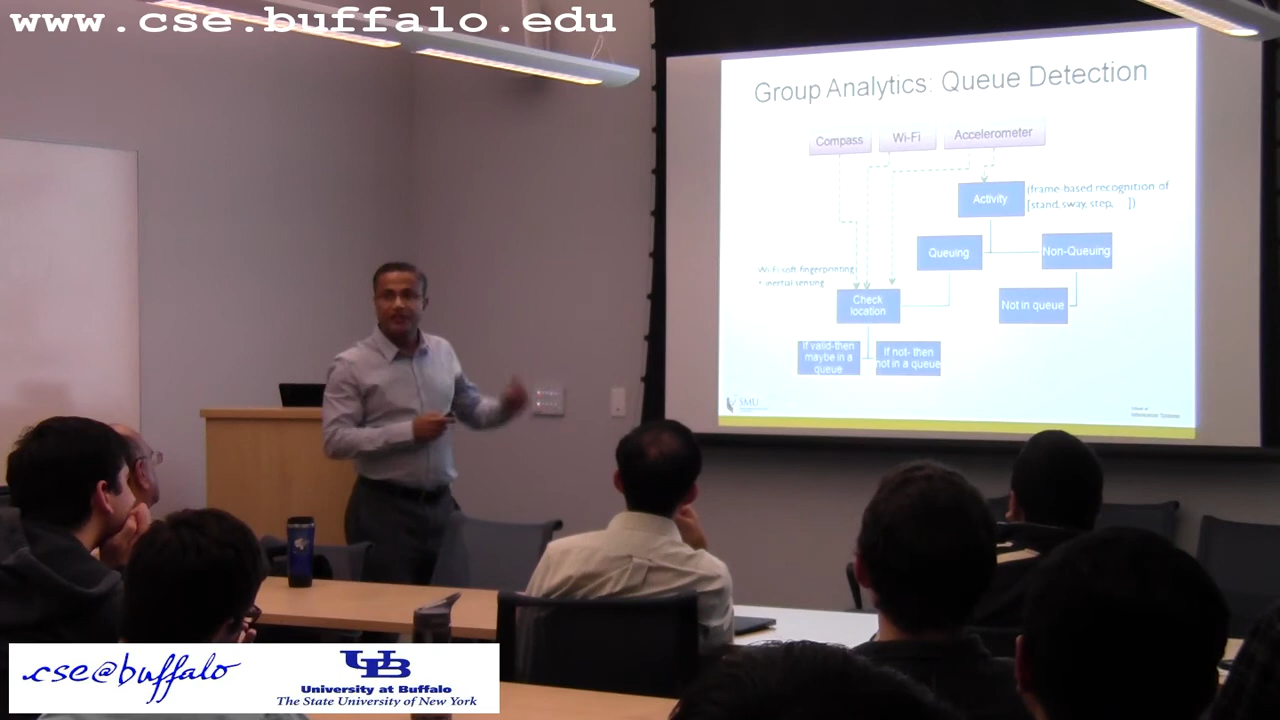 www.cse.buffalo.edu
Group Analytics: Queue Detection
Compass
Wi-Fi
Accelerometer
Activity
(frame-based recognition of
[stand, sway, step, ])
Queuing
Non-Queuing
Wi-Fi soft fingerprinting
+ inertial sensing
Check
location
Not in queue
If valid-then
maybe in a
queue
If not- then
not in a queue
SMU
Information Systems
cse@buffalo
UB
University at Buffalo
The State University of New York